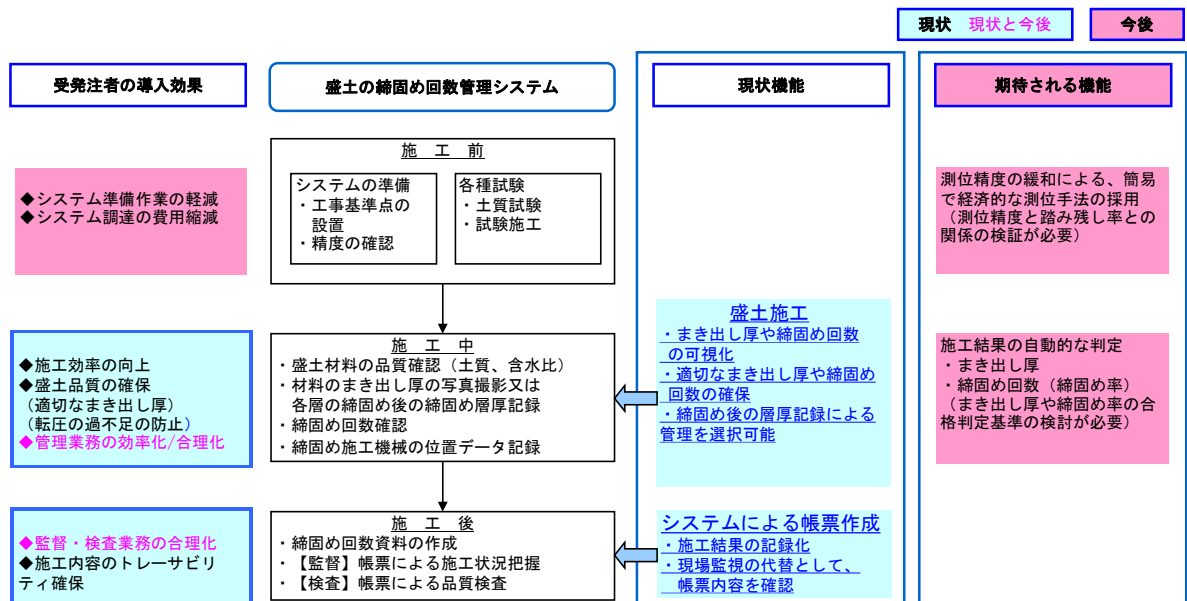 現状　現状と今後
今後
受発注者の導入効果
盛土の締固め回数管理システム
現状機能
期待される機能
◆システム準備作業の軽減
◆システム調達の費用縮減
施　工　前
システムの準備
・工事基準点の
設置
・精度の確認
各種試験
・土質試験
・試験施工
測位精度の緩和による、簡易
で経済的な測位手法の採用
（測位精度と踏み残し率との
関係の検証が必要）
◆施工効率の向上
◆盛土品質の確保
（適切なまき出し厚）
（転圧の過不足の防止）
◆管理業務の効率化/合理化
施　工　中
・盛土材料の品質確認（土質、含水比）
・材料のまき出し厚の写真撮影又は
各層の締固め後の締固め層厚記録
・締固め回数確認
・締固め施工機械の位置データ記録
盛土施工
・まき出し厚や締固め回数
の可視化
・適切なまき出し厚や締固め
回数の確保
・締固め後の層厚記録による
管理を選択可能
施工結果の自動的な判定
・まき出し厚
・締固め回数（締固め率）
（まき出し厚や締固め率の合
格判定基準の検討が必要）
◆監督・検査業務の合理化
◆施工内容のトレーサビリ
ティ確保
施　工　後
・締固め回数資料の作成
・【監督】帳票による施工状況把握
・【検査】帳票による品質検査
システムによる帳票作成
・施工結果の記録化
・現場監視の代替として、
帳票内容を確認